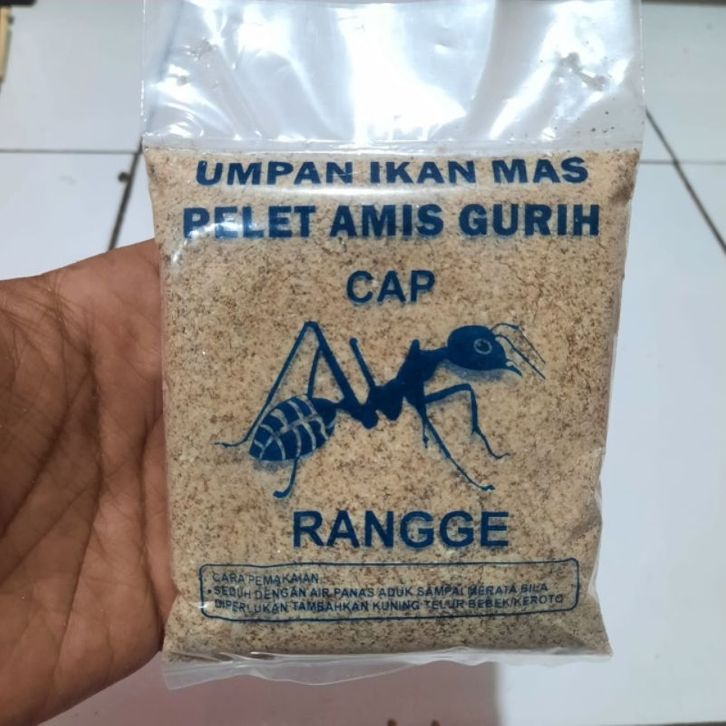 UMPAN IKAN MAS
PELET AMIS GURIH
CAP
RANGGE
CARA PEMAKAIAN :
• SEDUH DENGAN AIR PANAS ADUK SAMPAI MERATA BILA
DIPERLUKAN TAMBAHKAN KUNING TELUR BEBEK/KEROTO